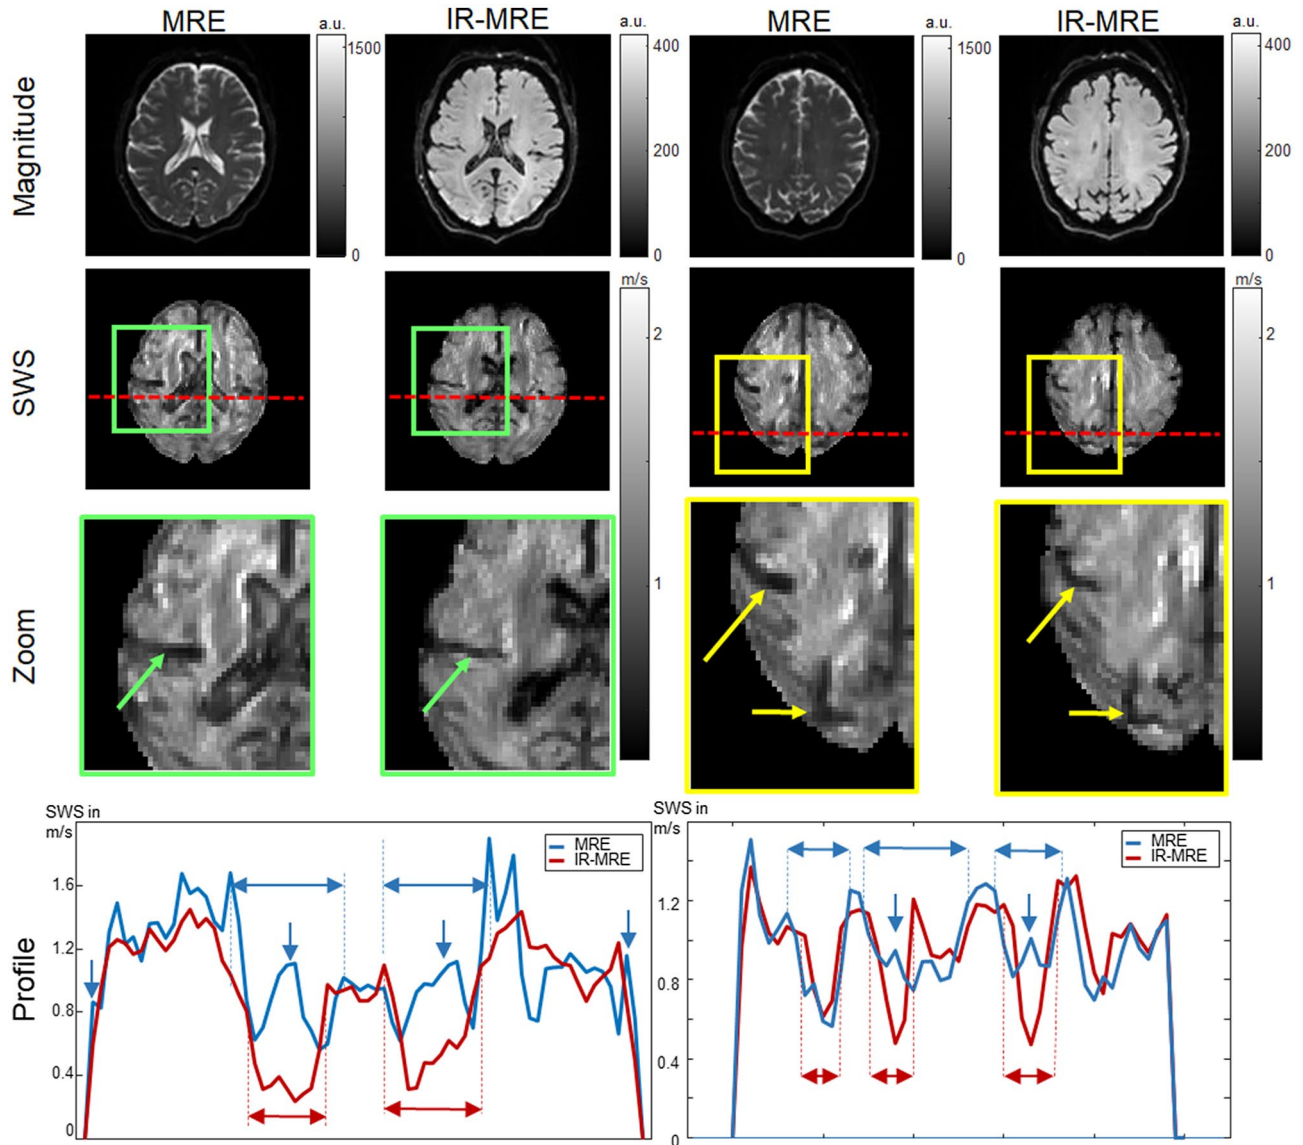 MRE
a.u.
IR-MRE
a.u.
MRE
a.u.
IR-MRE
a.u.
Magnitude
1500
0
400
200
0
1500
0
400
200
0
SWS
m/s
2
1
m/s
2
1
Zoom
Profile
SWS in
m/s
1.6
1.2
0.8
0.4
0
MRE
IR-MRE
SWS in
m/s
1.2
0.8
0.4
0
MRE
IR-MRE